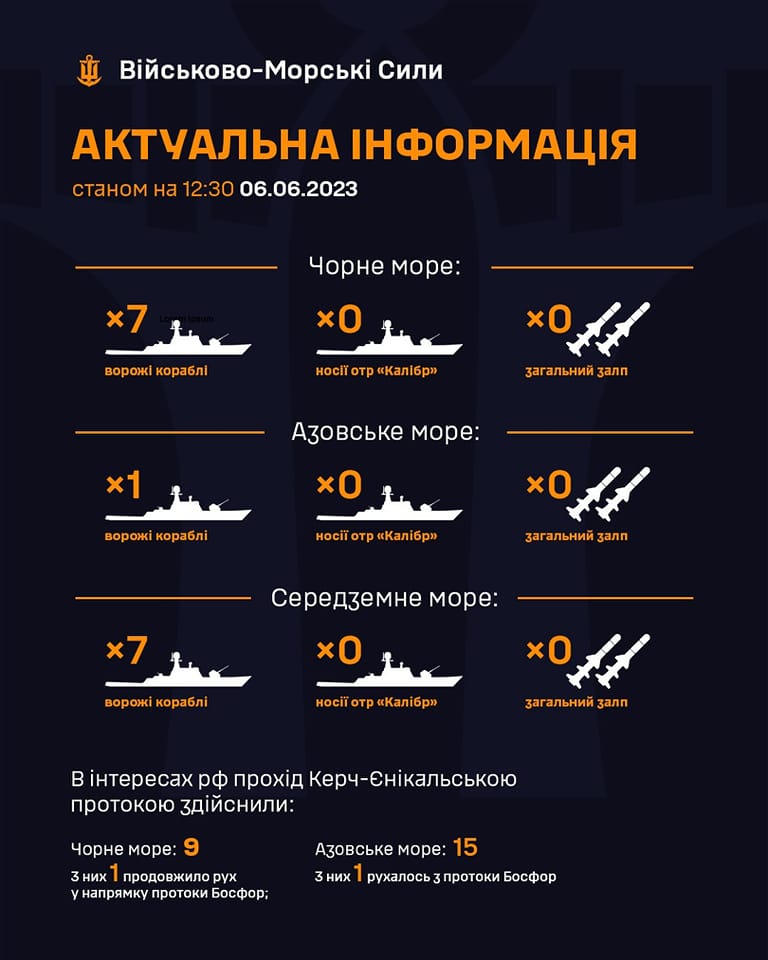 Військово-Морські Сили
АКТУАЛЬНА ІНФОРМАЦІЯ
станом на 12:30 06.06.2023
Чорне море:
×7 ×0 ×0
Lorem Ipsum
ворожі кораблі носії отр «Калібр» загальний залп
Азовське море:
×1 ×0 ×0
ворожі кораблі носії отр «Калібр» загальний залп
Середземне море:
×7 ×0 ×0
ворожі кораблі носії отр «Калібр» загальний залп
В інтересах рф прохід Керч-Єнікальською
протокою здійснили:
Чорне море: 9
З них 1 продовжило рух
у напрямку протоки Босфор;
Азовське море: 15
З них 1 рухалось з протоки Босфор